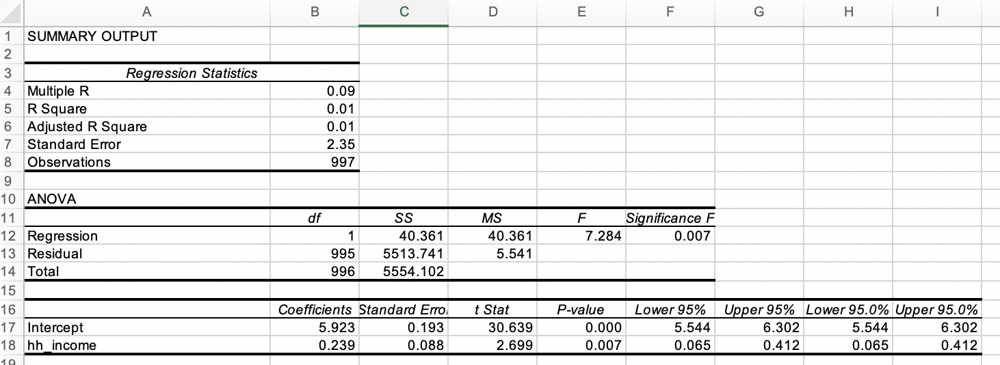 A B C D E F G H I
1 SUMMARY OUTPUT
2
3 Regression Statistics
4 Multiple R 0.09
5 R Square 0.01
6 Adjusted R Square 0.01
7 Standard Error 2.35
8 Observations 997
9
10 ANOVA
11 df SS MS F Significance F
12 Regression 1 40.361 40.361 7.284 0.007
13 Residual 995 5513.741 5.541
14 Total 996 5554.102
15
16 Coefficients Standard Erro t Stat P-value Lower 95% Upper 95% Lower 95.0% Upper 95.0%
17 Intercept 5.923 0.193 30.639 0.000 5.544 6.302 5.544 6.302
18 hh_income 0.239 0.088 2.699 0.007 0.065 0.412 0.065 0.412
19